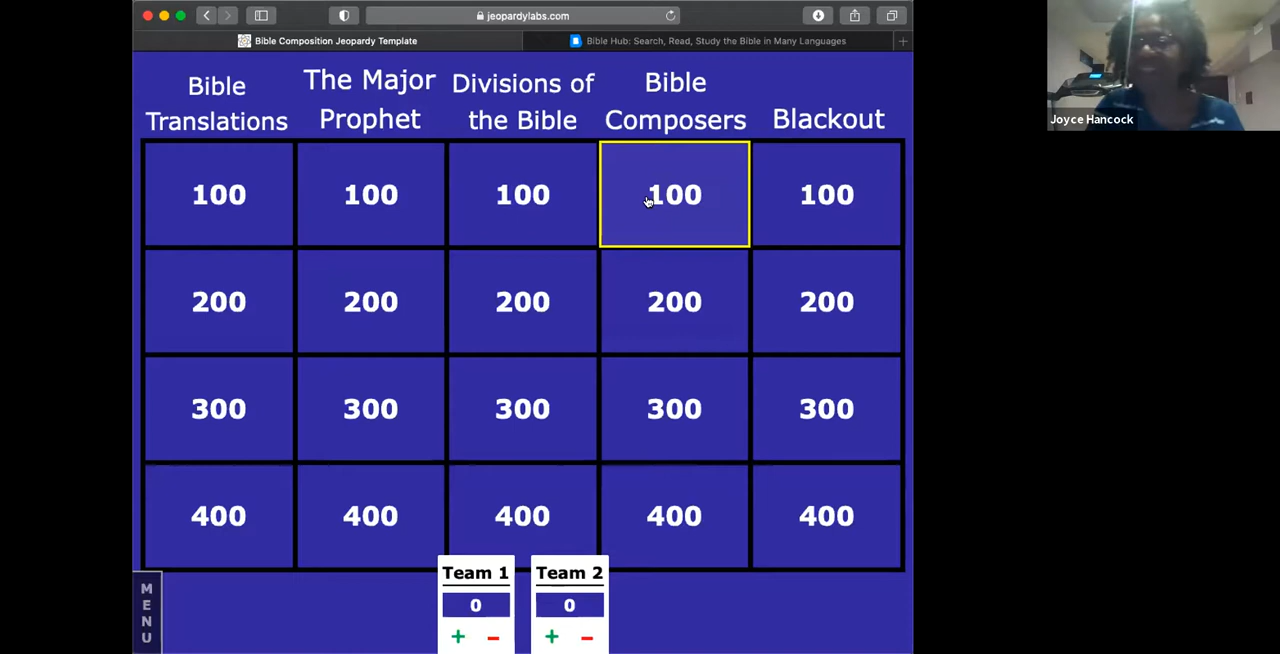 jeopardylabs.com
Bible Composition Jeopardy Template
Bible Hub: Search, Read, Study the Bible in Many Languages
Bible Translations
The Major Prophet
Divisions of the Bible
Bible Composers
Blackout
100 100 100 100 100
200 200 200 200 200
300 300 300 300 300
400 400 400 400 400
MENU
Team 1
0
+ −
Team 2
0
+ −
Joyce Hancock